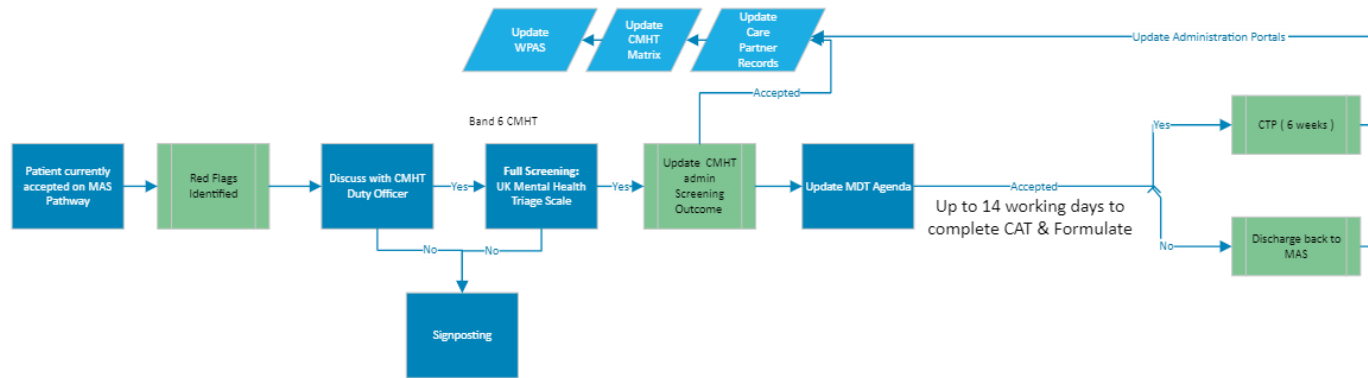 Update
WPAS
Update
CMHT
Matrix
Update
Care
Partner
Records
Update Administration Portals
Accepted
Band 6 CMHT
Patient currently
accepted on MAS
Pathway
Red Flags
Identified
Discuss with CMHT
Duty Officer
Yes
Full Screening:
UK Mental Health
Triage Scale
Yes
Update CMHT
admin
Screening
Outcome
Update MDT Agenda
Accepted
Up to 14 working days to
complete CAT & Formulate
Yes
CTP ( 6 weeks )
No
Discharge back to
MAS
No
No
Signposting